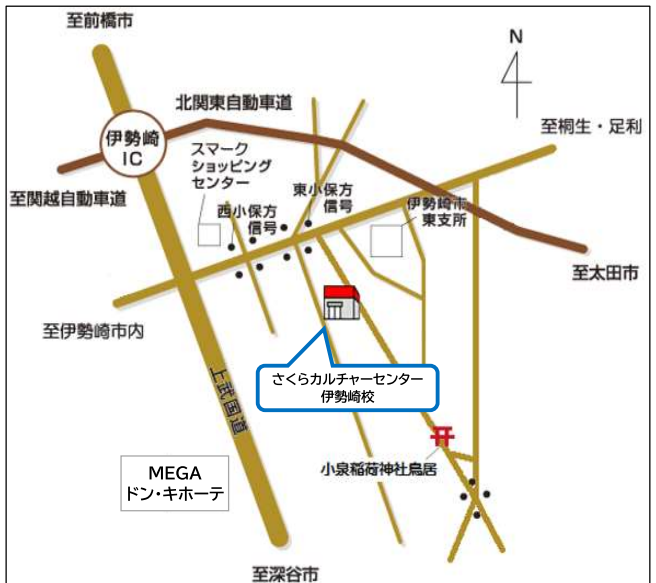 至前橋市
N
北関東自動車道
至桐生・足利
伊勢崎
IC
スマーク
ショッピング
センター
東小保方
信号
至関越自動車道
西小保方
信号
伊勢崎市
東支所
至太田市
至伊勢崎市内
さくらカルチャーセンター
伊勢崎校
上武国道
小泉稲荷神社鳥居
MEGA
ドン・キホーテ
至深谷市